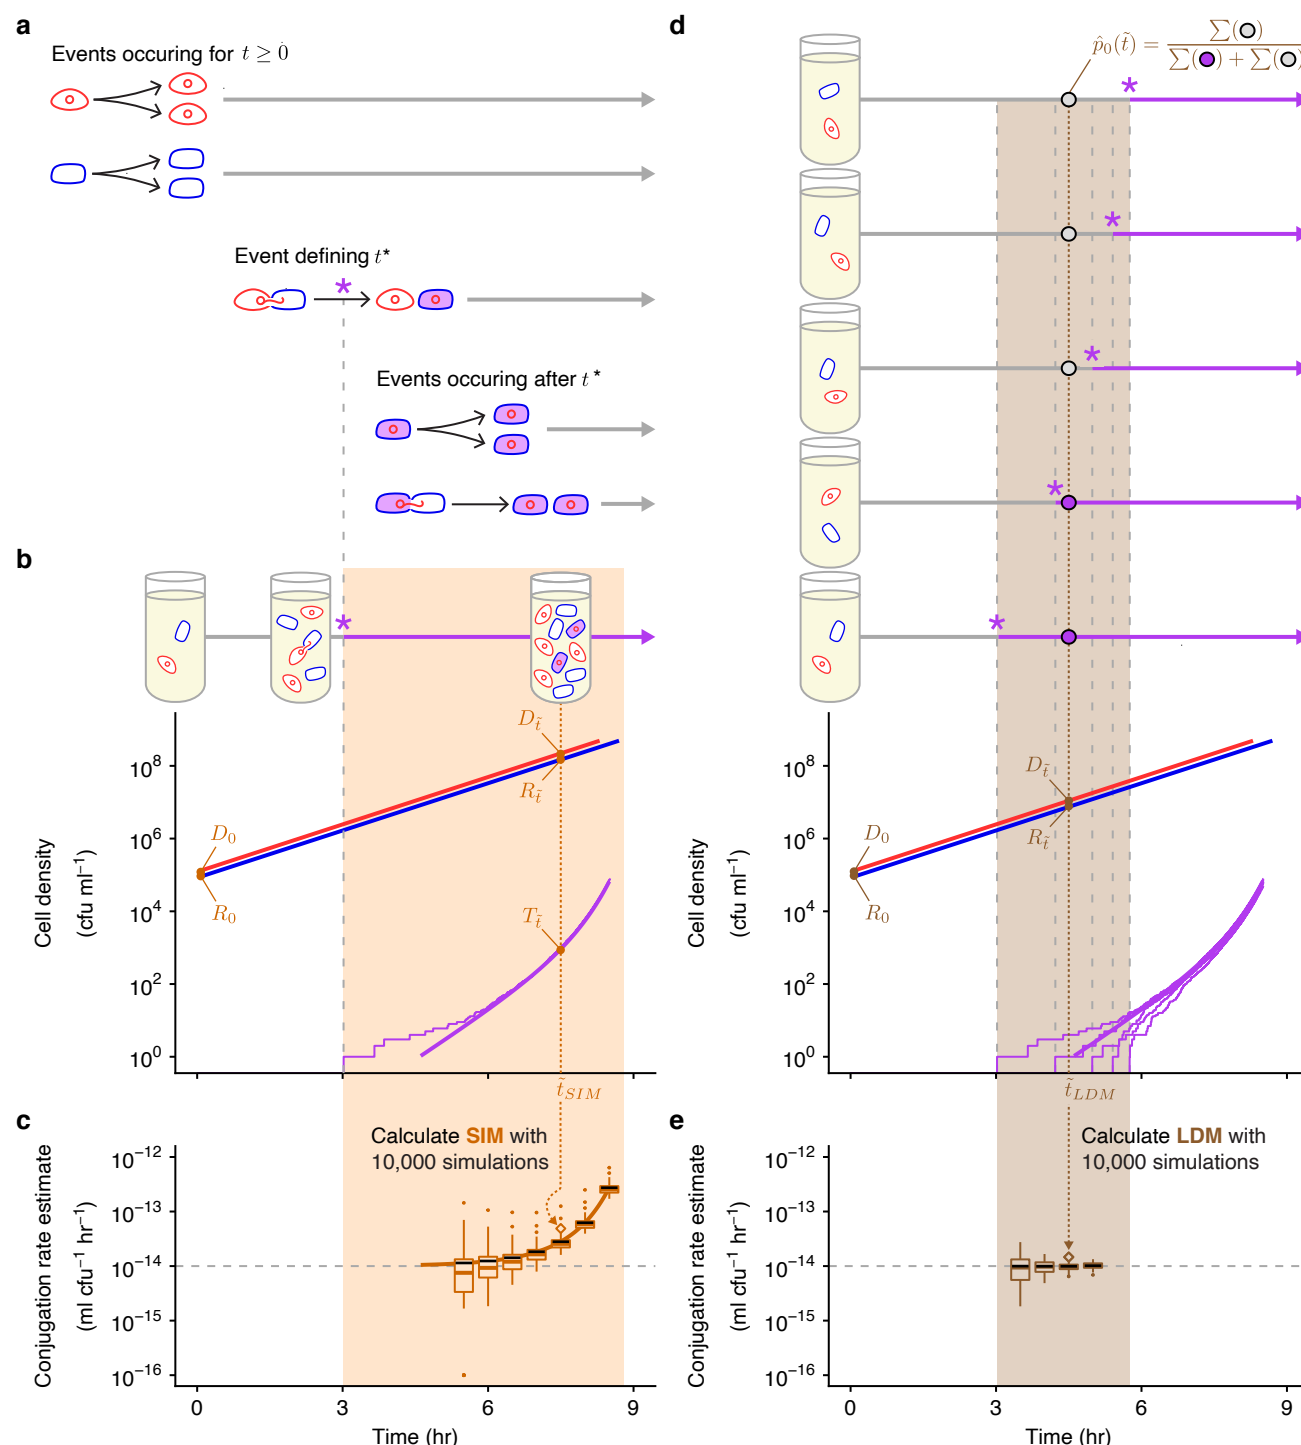 a
Events occuring for t ≥ 0
Event defining t*
Events occuring after t*
b
D_t̃
R_t̃
D_0
R_0
T_t̃
10^8
10^6
10^4
10^2
10^0
Cell density
(cfu ml^−1)
t̃_SIM
c
Calculate SIM with
10,000 simulations
10^−12
10^−13
10^−14
10^−15
10^−16
Conjugation rate estimate
(ml cfu^−1 hr^−1)
0 3 6 9
Time (hr)
d
p̂_0(t̃) = ∑(○) / ∑(●) + ∑(○)
D_t̃
R_t̃
D_0
R_0
10^8
10^6
10^4
10^2
10^0
Cell density
(cfu ml^−1)
t̃_LDM
e
Calculate LDM with
10,000 simulations
10^−12
10^−13
10^−14
10^−15
10^−16
Conjugation rate estimate
(ml cfu^−1 hr^−1)
0 3 6 9
Time (hr)